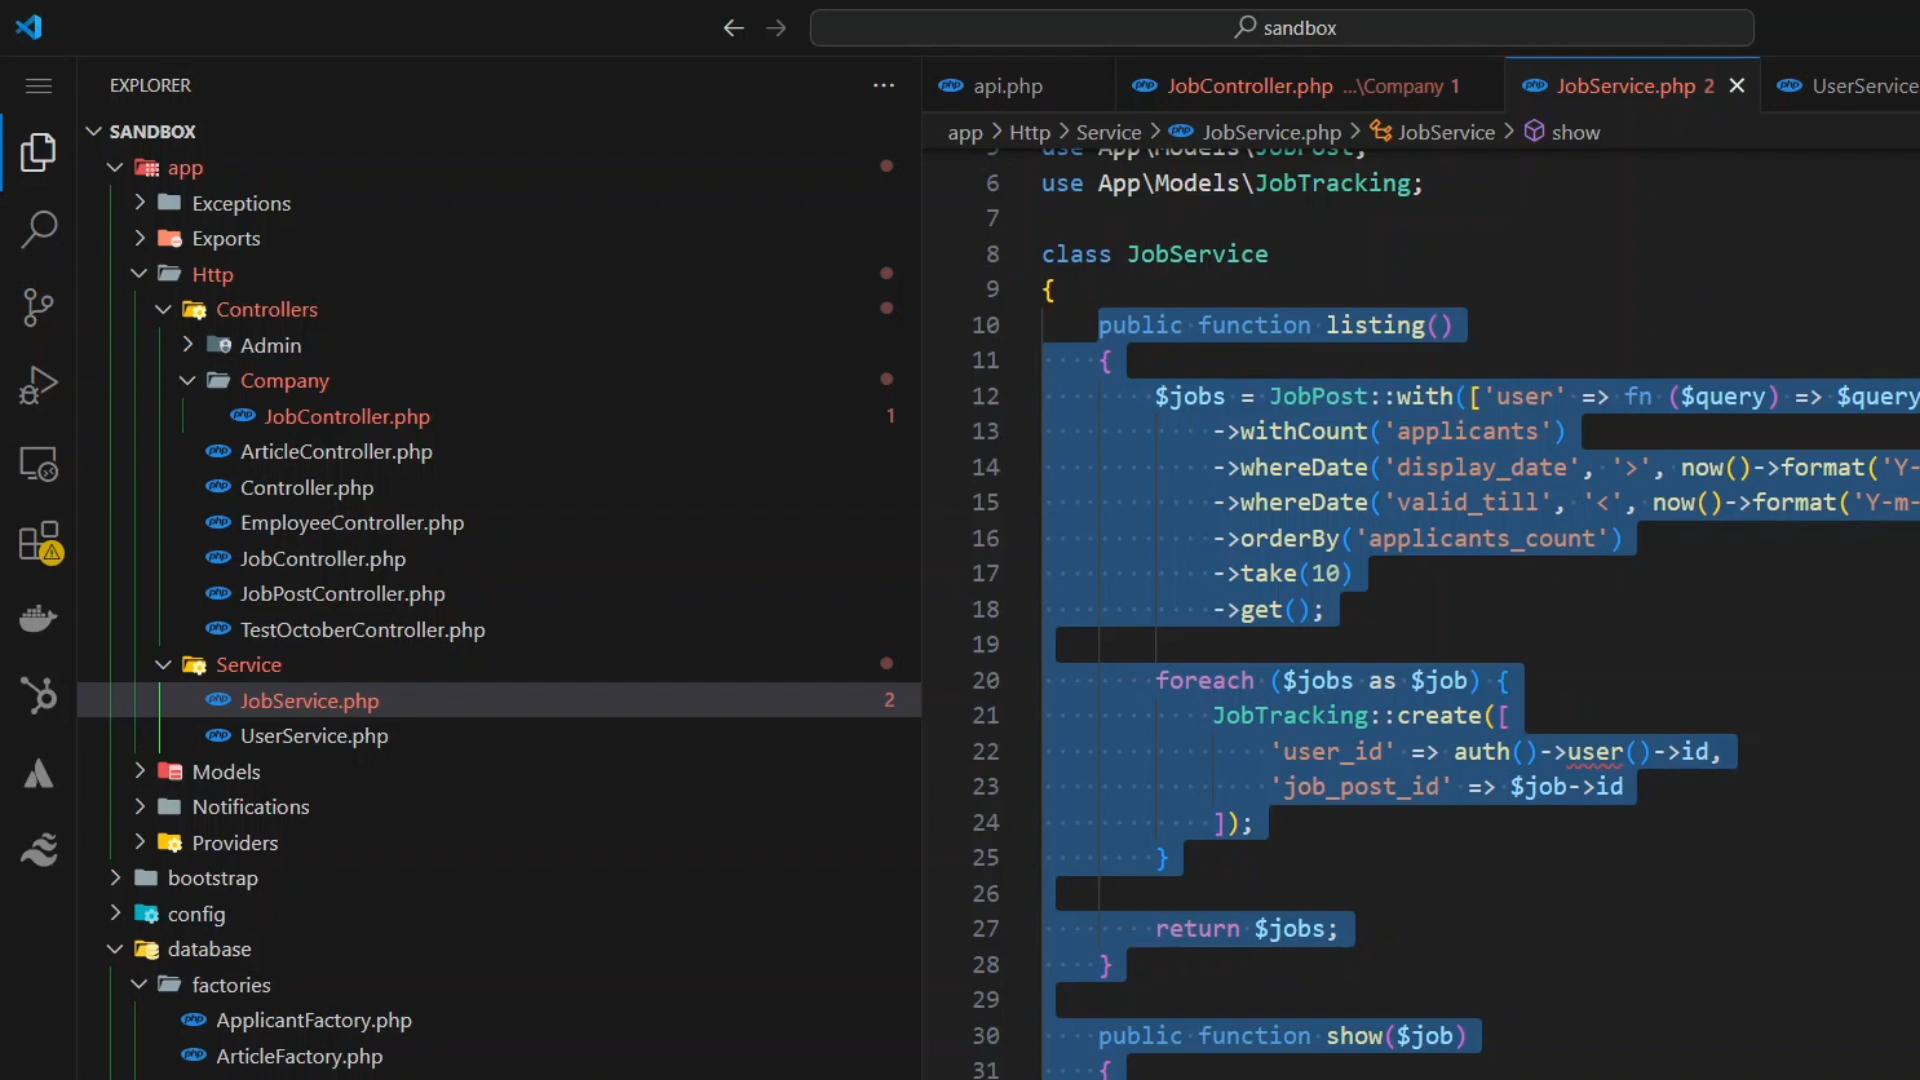 sandbox
EXPLORER
SANDBOX
app
Exceptions
Exports
Http
Controllers
Admin
Company
JobController.php 1
ArticleController.php
Controller.php
EmployeeController.php
JobController.php
JobPostController.php
TestOctoberController.php
Service
JobService.php 2
UserService.php
Models
Notifications
Providers
bootstrap
config
database
factories
ApplicantFactory.php
ArticleFactory.php
api.php
JobController.php ...\Company 1
JobService.php 2
UserService
app > Http > Service > JobService.php > JobService > show
5 use App\Models\JobPost;
6 use App\Models\JobTracking;
7
8 class JobService
9 {
10 public function listing()
11 {
12 $jobs = JobPost::with(['user' => fn ($query) => $query
13 ->withCount('applicants')
14 ->whereDate('display_date', '>', now()->format('Y-
15 ->whereDate('valid_till', '<', now()->format('Y-m-
16 ->orderBy('applicants_count')
17 ->take(10)
18 ->get();
19
20 foreach ($jobs as $job) {
21 JobTracking::create([
22 'user_id' => auth()->user()->id,
23 'job_post_id' => $job->id
24 ]);
25 }
26
27 return $jobs;
28 }
29
30 public function show($job)
31 {